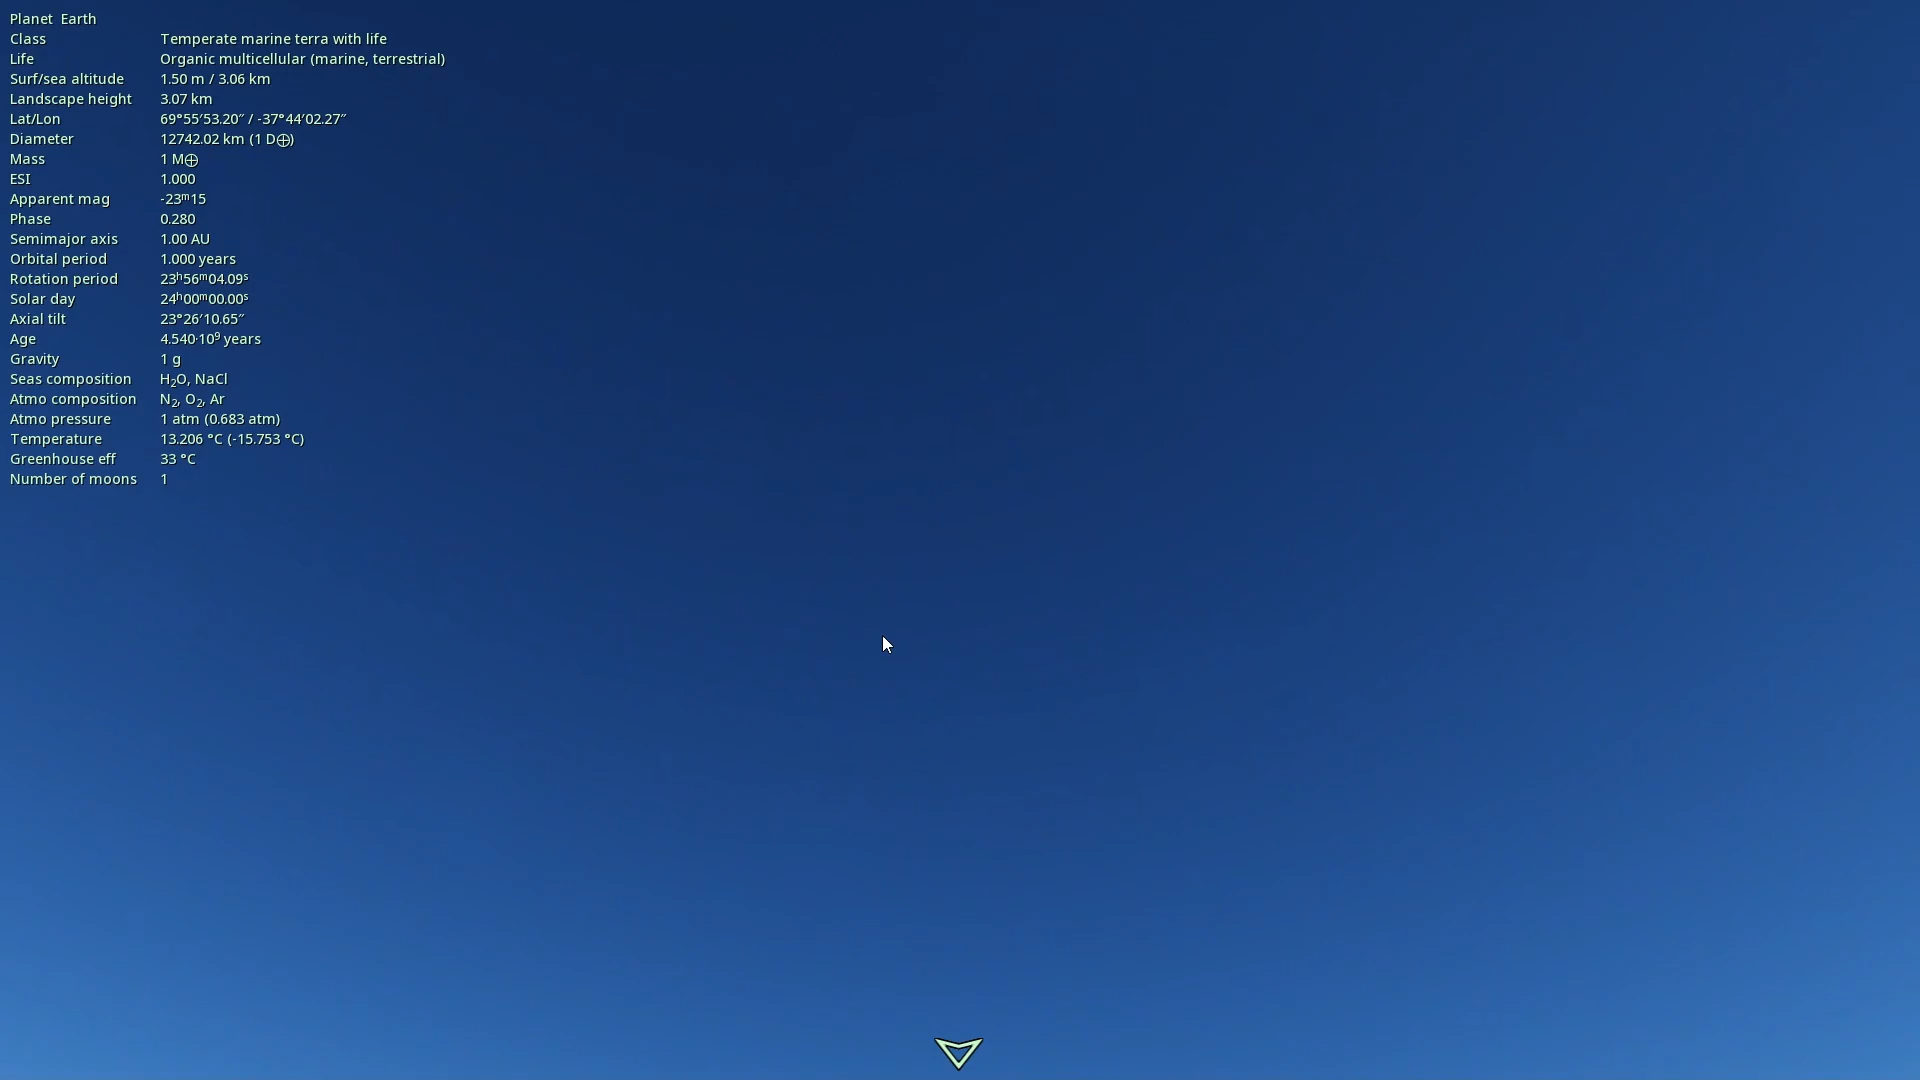 Planet Earth
Class Temperate marine terra with life
Life Organic multicellular (marine, terrestrial)
Surf/sea altitude 1.50 m / 3.06 km
Landscape height 3.07 km
Lat/Lon 69°55′53.20″ / -37°44′02.27″
Diameter 12742.02 km (1 D⊕)
Mass 1 M⊕
ESI 1.000
Apparent mag -23ᵐ15
Phase 0.280
Semimajor axis 1.00 AU
Orbital period 1.000 years
Rotation period 23ʰ56ᵐ04.09ˢ
Solar day 24ʰ00ᵐ00.00ˢ
Axial tilt 23°26′10.65″
Age 4.540·10⁹ years
Gravity 1 g
Seas composition H₂O, NaCl
Atmo composition N₂, O₂, Ar
Atmo pressure 1 atm (0.683 atm)
Temperature 13.206 °C (-15.753 °C)
Greenhouse eff 33 °C
Number of moons 1